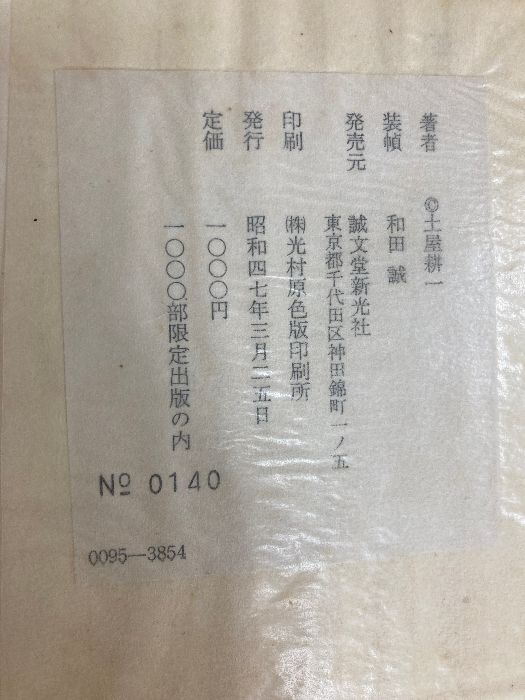 著者 ©土屋耕一
装幀 和田 誠
発売元 誠文堂新光社
東京都千代田区神田錦町一ノ五
印刷 ㈱光村原色版印刷所
発行 昭和四七年三月二五日
定価 一〇〇〇円
一〇〇〇部限定出版の内
№ 0140
0095—3854